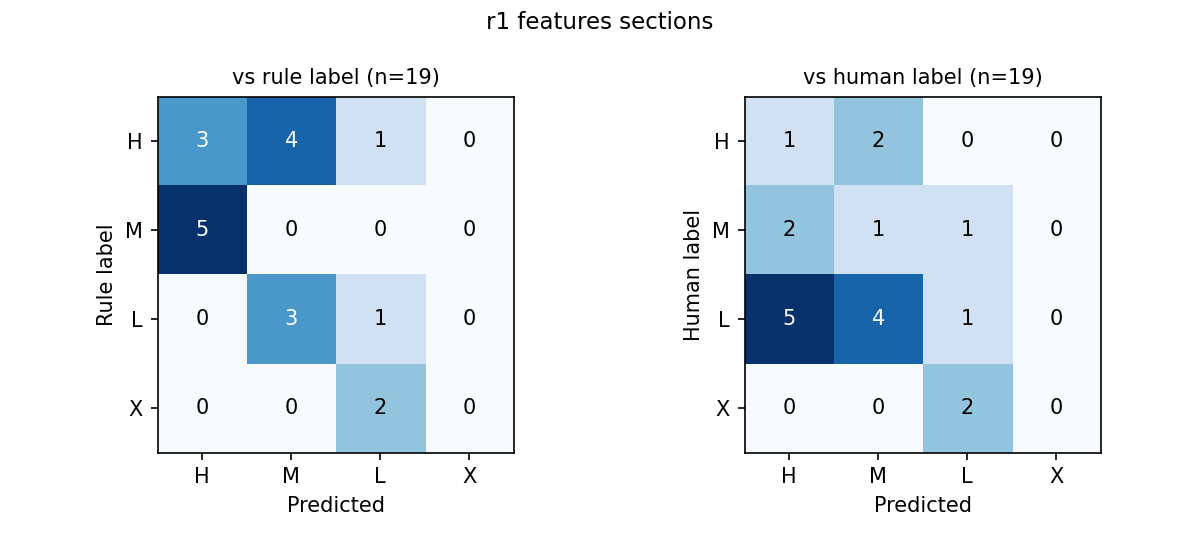 r1 features sections
vs rule label (n=19)
Rule label
H 3 4 1 0
M 5 0 0 0
L 0 3 1 0
X 0 0 2 0
H M L X
Predicted
vs human label (n=19)
Human label
H 1 2 0 0
M 2 1 1 0
L 5 4 1 0
X 0 0 2 0
H M L X
Predicted